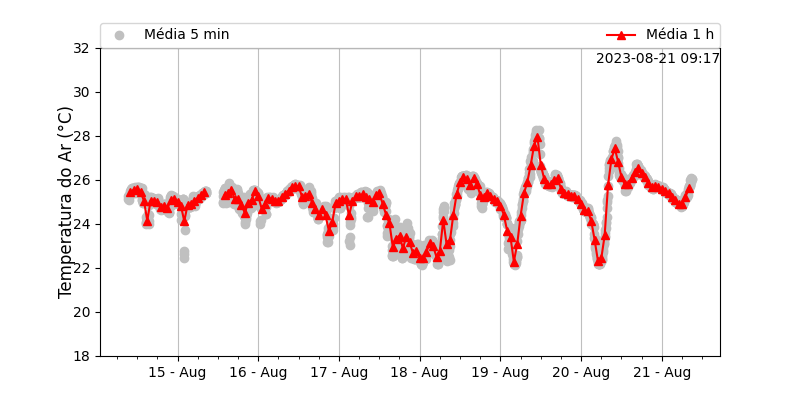 Média 5 min
Média 1 h
2023-08-21 09:17
Temperatura do Ar (°C)
32
30
28
26
24
22
20
18
15 - Aug
16 - Aug
17 - Aug
18 - Aug
19 - Aug
20 - Aug
21 - Aug